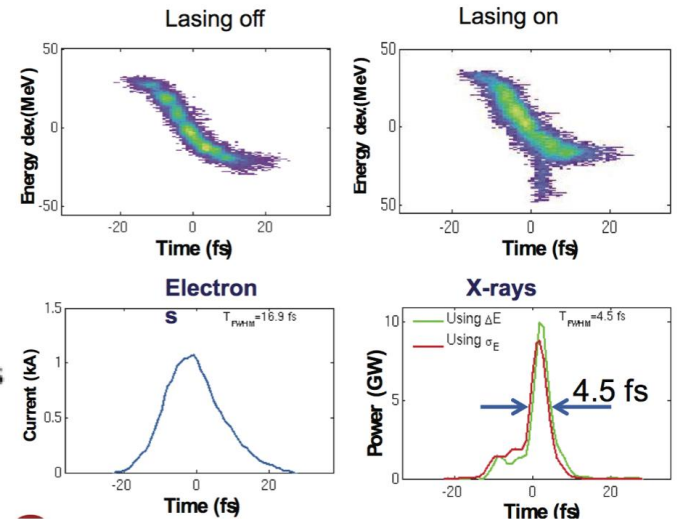 Lasing off
Lasing on
50
0
-50
Energy dev.(MeV)
-20
0
20
Time (fs)
50
0
50
Energy dev.(MeV)
-20
0
20
Time (fs)
Electron
s
1.5
1
0.5
0
Current (kA)
T FWHM=16.9 fs
-20
0
20
Time (fs)
X-rays
10
5
0
Power (GW)
Using ΔE
Using σE
T FWHM=4.5 fs
4.5 fs
-20
0
20
Time (fs)